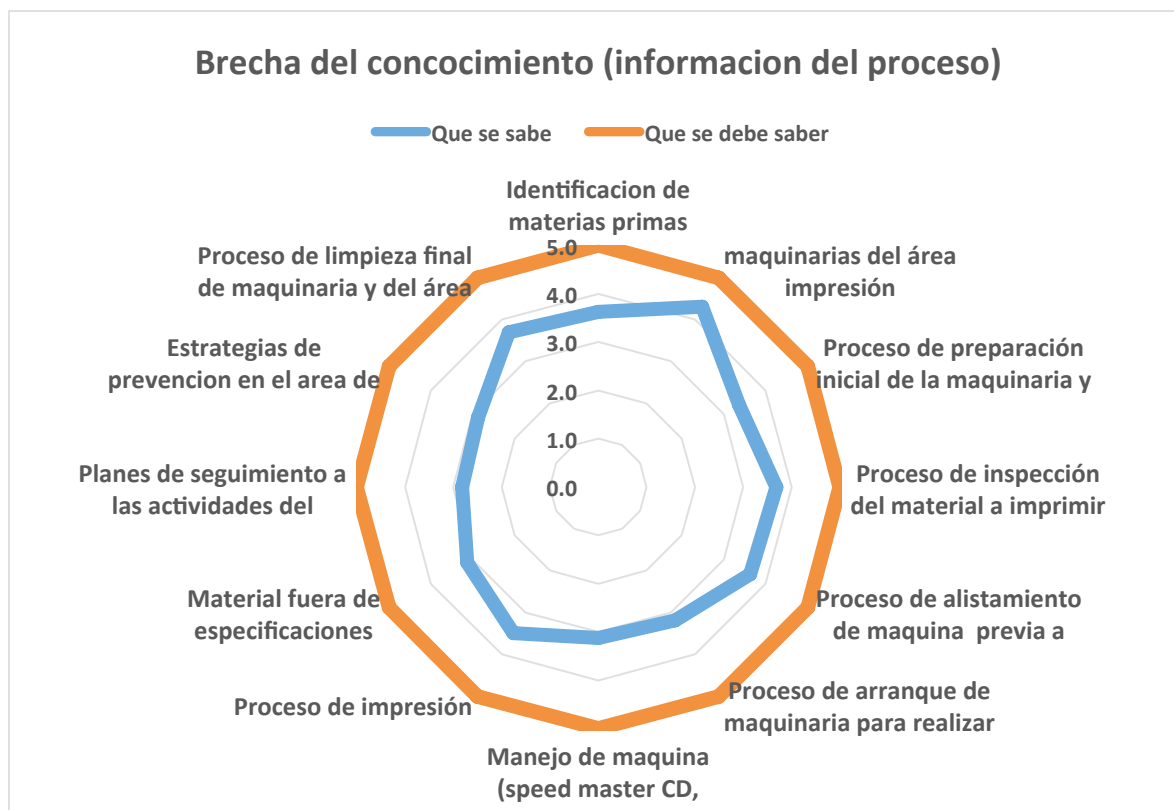 Brecha del concocimiento (informacion del proceso)
Que se sabe
Que se debe saber
Identificacion de
materias primas
maquinarias del área
impresión
Proceso de preparación
inicial de la maquinaria y
Proceso de inspección
del material a imprimir
Proceso de alistamiento
de maquina previa a
Proceso de arranque de
maquinaria para realizar
Manejo de maquina
(speed master CD,
Proceso de impresión
Material fuera de
especificaciones
Planes de seguimiento a
las actividades del
Estrategias de
prevencion en el area de
Proceso de limpieza final
de maquinaria y del área
5.0
4.0
3.0
2.0
1.0
0.0